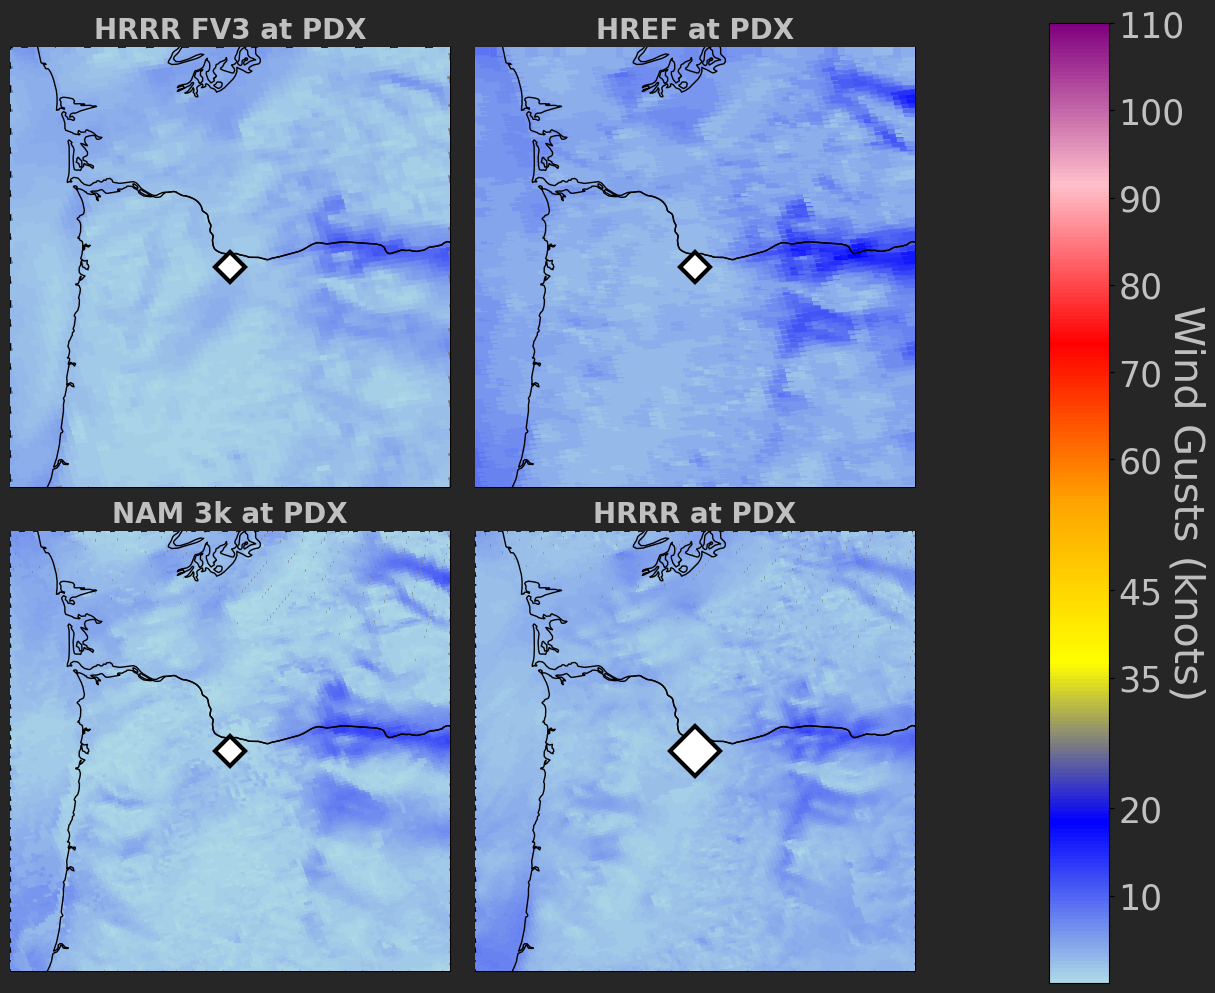 HRRR FV3 at PDX
HREF at PDX
NAM 3k at PDX
HRRR at PDX
110
100
90
80
70
60
45
35
20
10
Wind Gusts (knots)